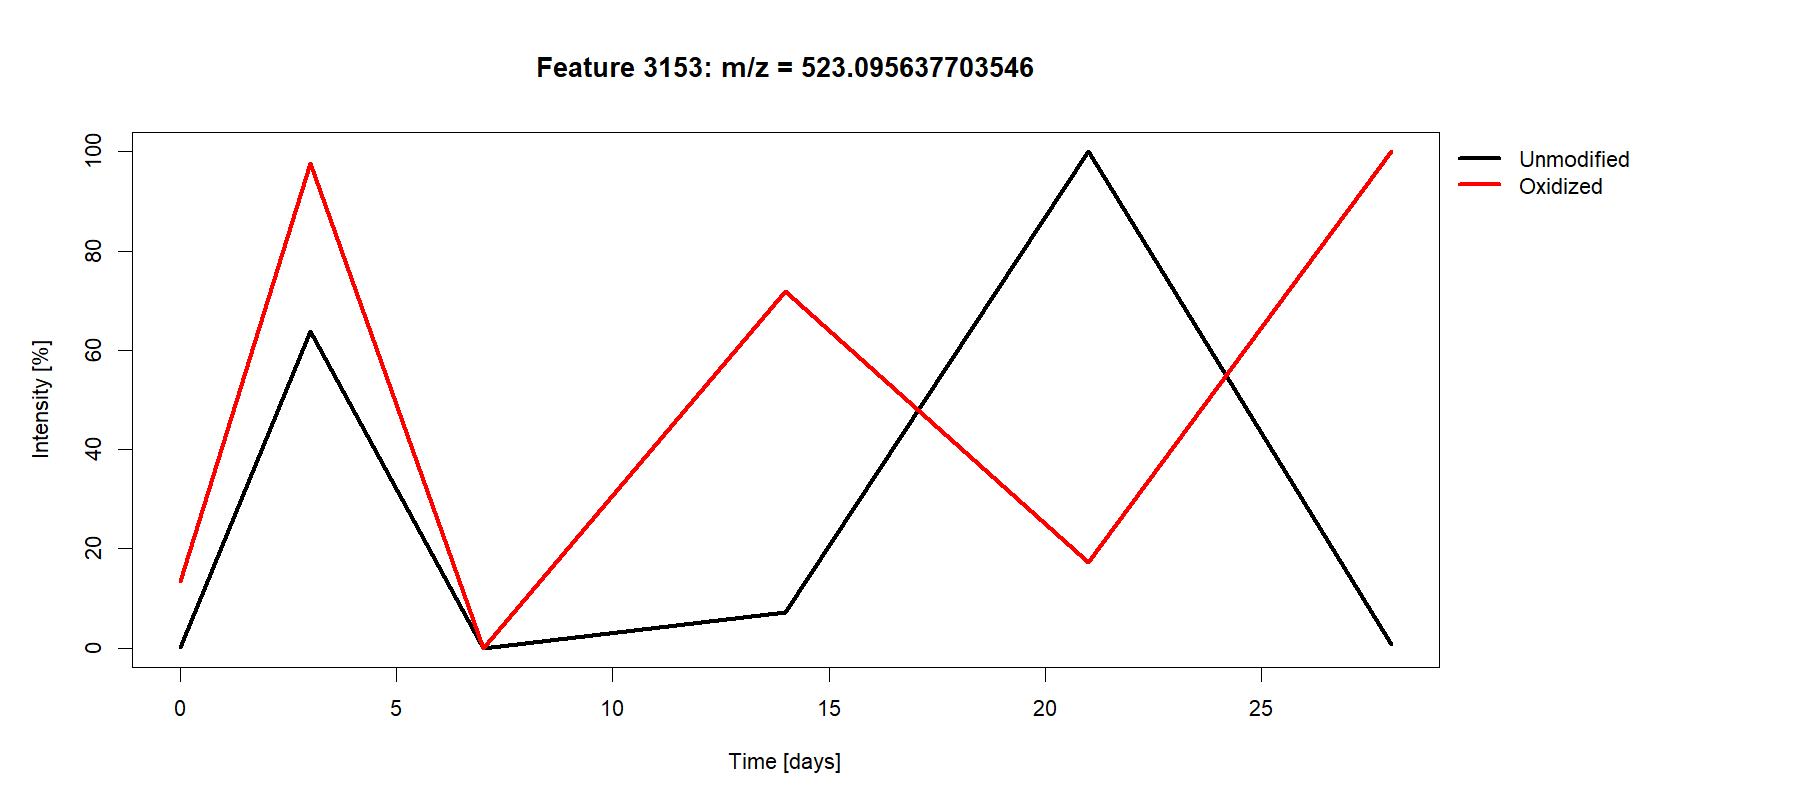 Feature 3153: m/z = 523.095637703546
Unmodified
Oxidized
Intensity [%]
100
80
60
40
20
0
0 5 10 15 20 25
Time [days]